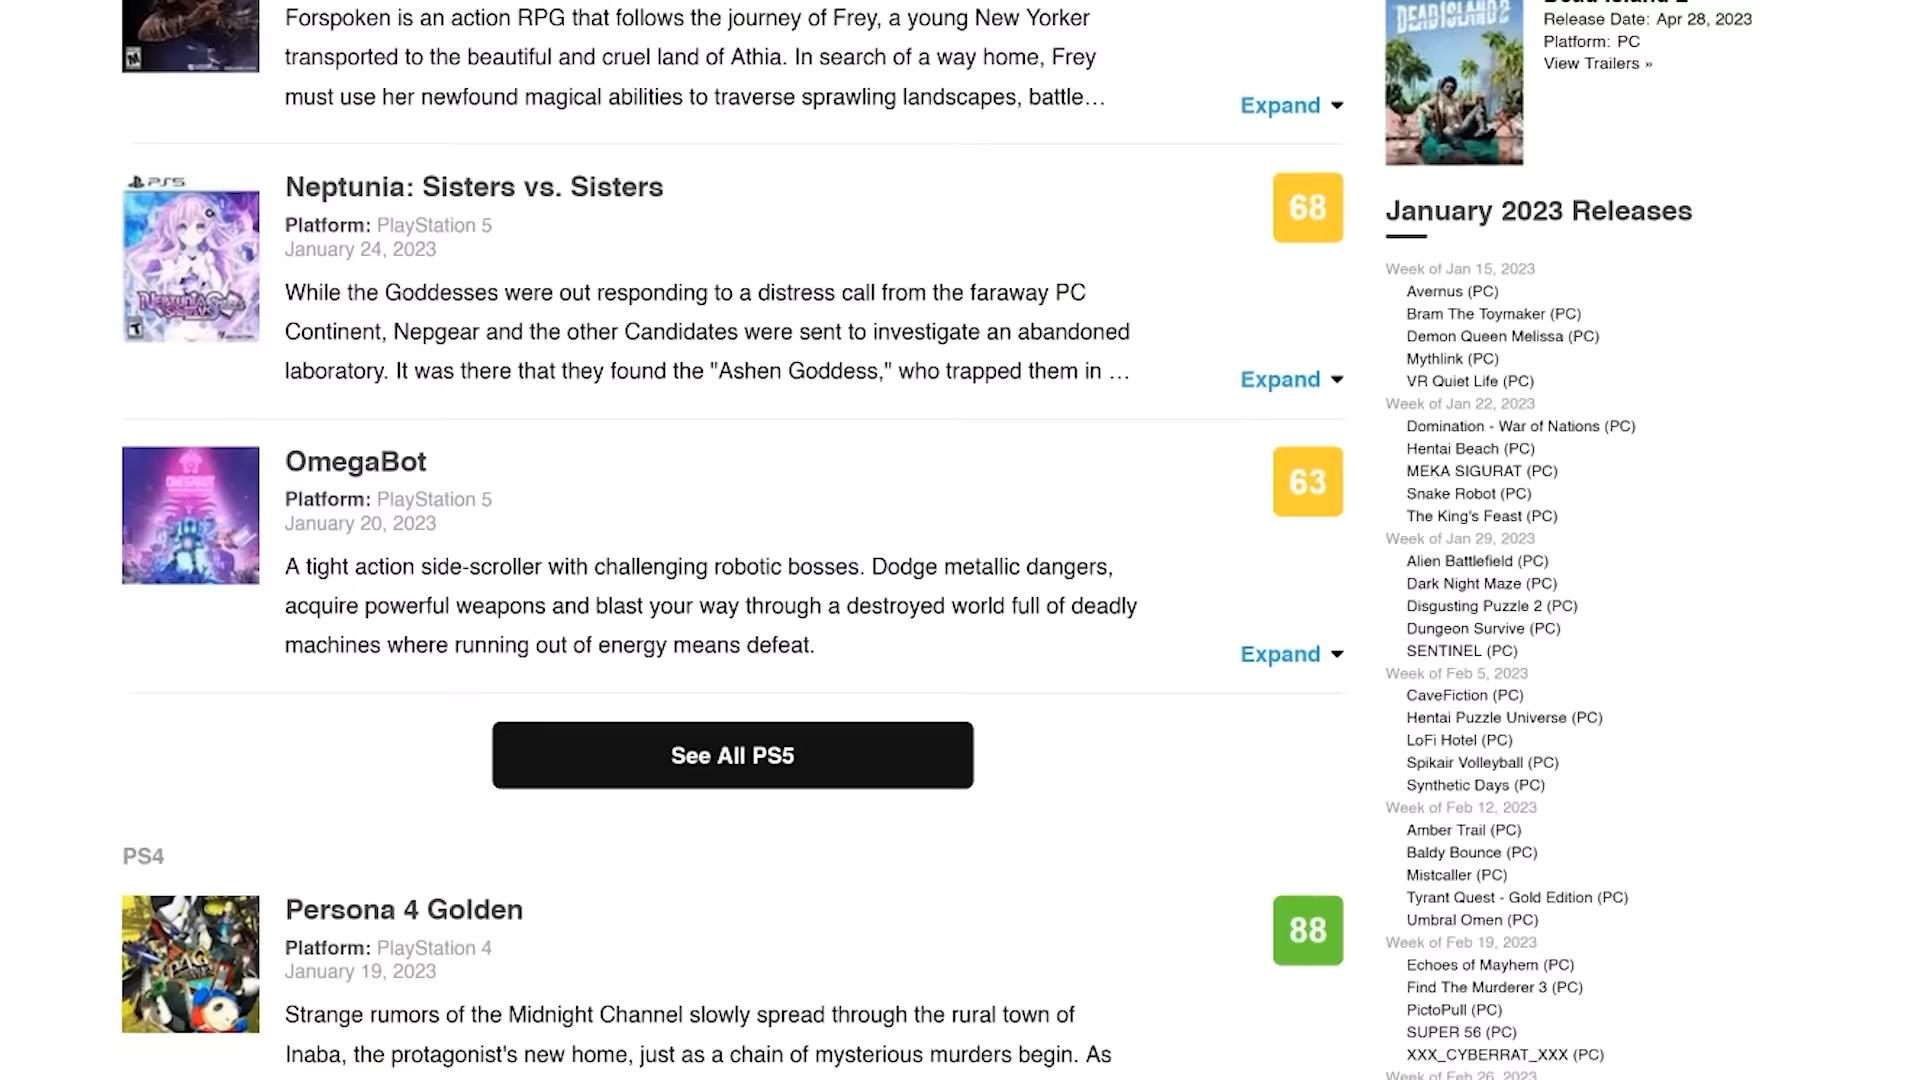 Forspoken is an action RPG that follows the journey of Frey, a young New Yorker
transported to the beautiful and cruel land of Athia. In search of a way home, Frey
must use her newfound magical abilities to traverse sprawling landscapes, battle…
Expand
PS5
Neptunia: Sisters vs. Sisters
Platform: PlayStation 5
January 24, 2023
68
While the Goddesses were out responding to a distress call from the faraway PC
Continent, Nepgear and the other Candidates were sent to investigate an abandoned
laboratory. It was there that they found the "Ashen Goddess," who trapped them in …
Expand
OmegaBot
Platform: PlayStation 5
January 20, 2023
63
A tight action side-scroller with challenging robotic bosses. Dodge metallic dangers,
acquire powerful weapons and blast your way through a destroyed world full of deadly
machines where running out of energy means defeat.
Expand
See All PS5
PS4
Persona 4 Golden
Platform: PlayStation 4
January 19, 2023
88
Strange rumors of the Midnight Channel slowly spread through the rural town of
Inaba, the protagonist's new home, just as a chain of mysterious murders begin. As
DEAD ISLAND 2
Dead Island 2
Release Date: Apr 28, 2023
Platform: PC
View Trailers »
January 2023 Releases
Week of Jan 15, 2023
Avernus (PC)
Bram The Toymaker (PC)
Demon Queen Melissa (PC)
Mythlink (PC)
VR Quiet Life (PC)
Week of Jan 22, 2023
Domination - War of Nations (PC)
Hentai Beach (PC)
MEKA SIGURAT (PC)
Snake Robot (PC)
The King's Feast (PC)
Week of Jan 29, 2023
Alien Battlefield (PC)
Dark Night Maze (PC)
Disgusting Puzzle 2 (PC)
Dungeon Survive (PC)
SENTINEL (PC)
Week of Feb 5, 2023
CaveFiction (PC)
Hentai Puzzle Universe (PC)
LoFi Hotel (PC)
Spikair Volleyball (PC)
Synthetic Days (PC)
Week of Feb 12, 2023
Amber Trail (PC)
Baldy Bounce (PC)
Mistcaller (PC)
Tyrant Quest - Gold Edition (PC)
Umbral Omen (PC)
Week of Feb 19, 2023
Echoes of Mayhem (PC)
Find The Murderer 3 (PC)
PictoPull (PC)
SUPER 56 (PC)
XXX_CYBERRAT_XXX (PC)
Week of Feb 26, 2023